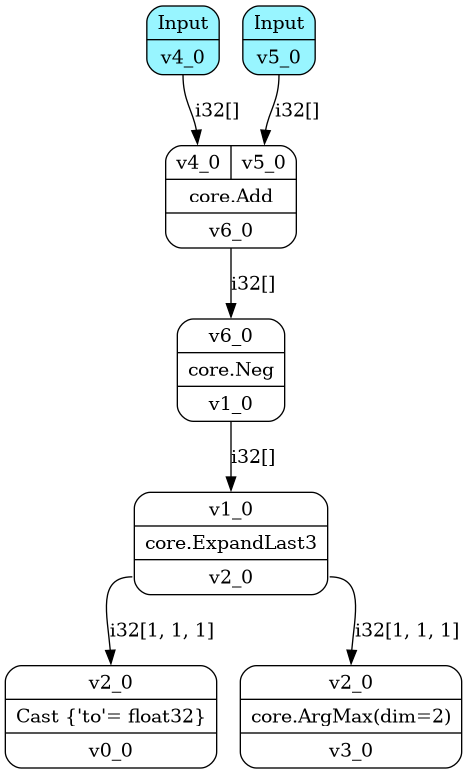 Input
v4_0
Input
v5_0
i32[]
i32[]
v4_0
v5_0
core.Add
v6_0
i32[]
v6_0
core.Neg
v1_0
i32[]
v1_0
core.ExpandLast3
v2_0
i32[1, 1, 1]
i32[1, 1, 1]
v2_0
Cast {'to'= float32}
v0_0
v2_0
core.ArgMax(dim=2)
v3_0